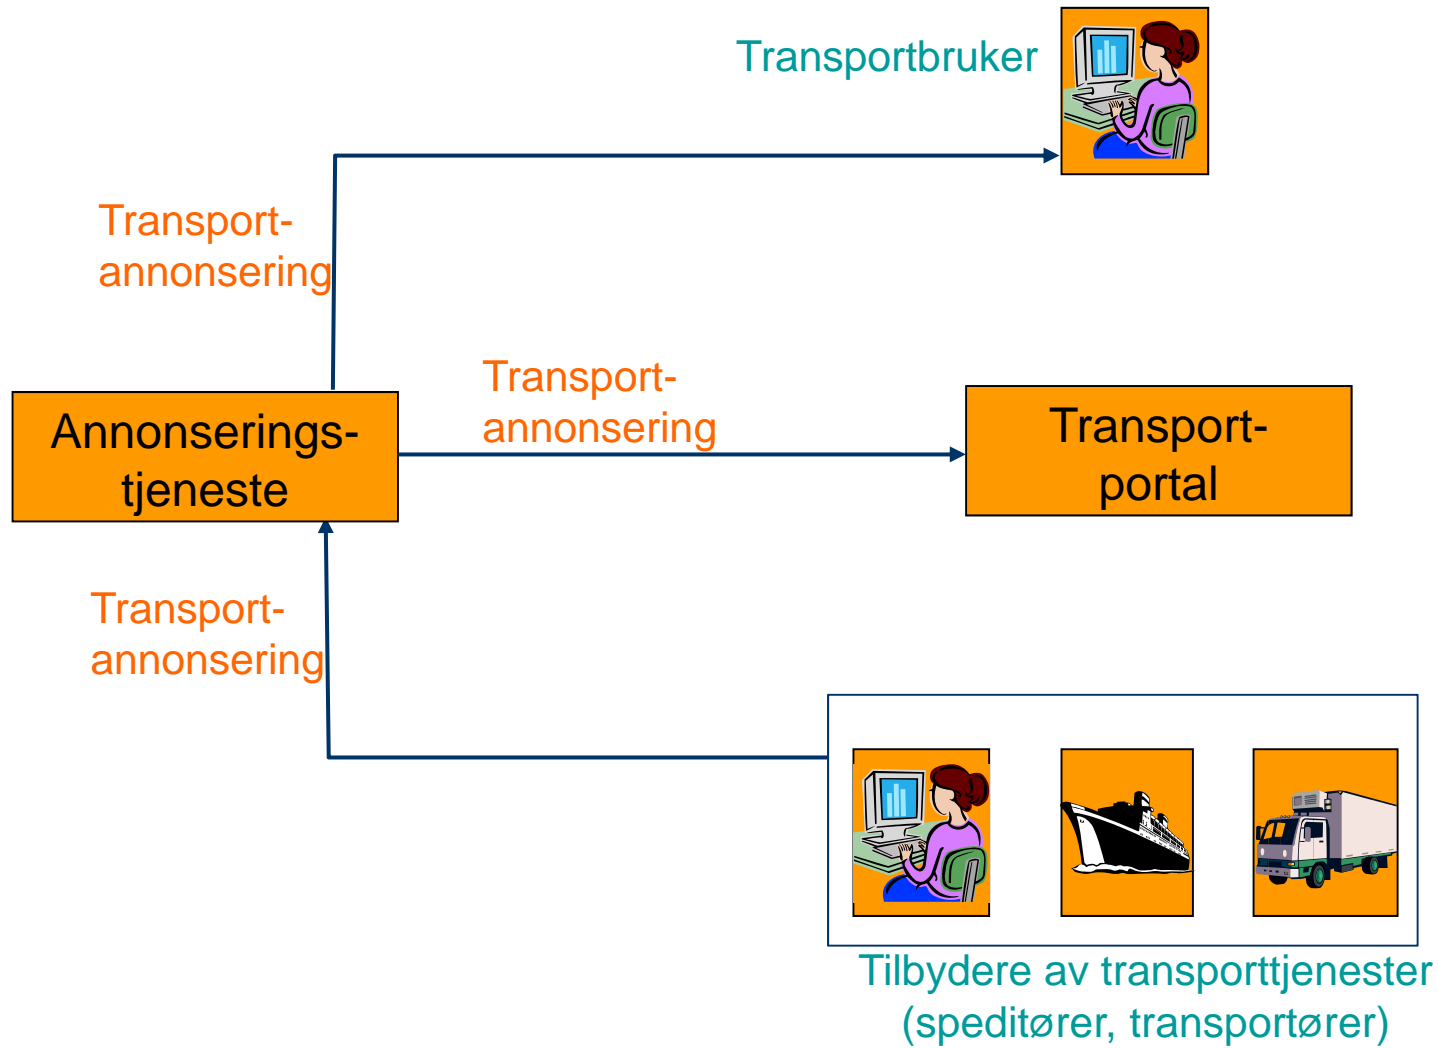 Transportbruker
Transport-
annonsering
Transport-
annonsering
Annonserings-
tjeneste
Transport-
portal
Transport-
annonsering
Tilbydere av transporttjenester
(speditører, transportører)